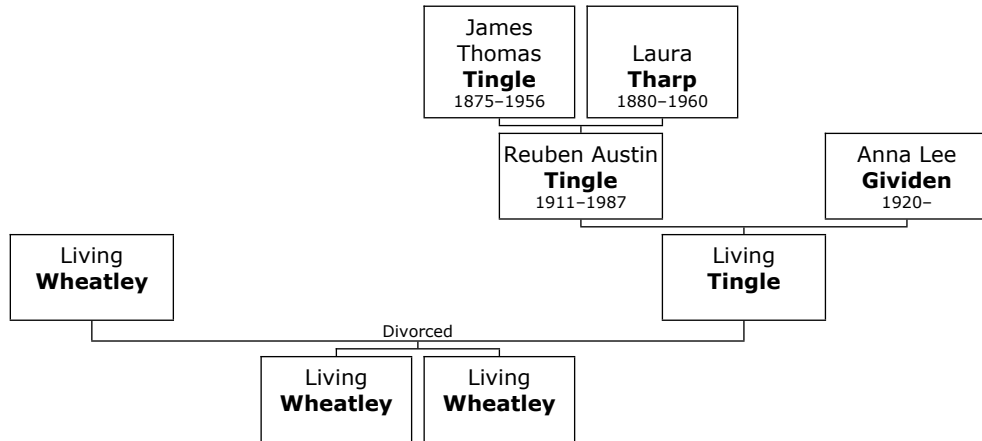 James
Thomas
Tingle
1875–1956
Laura
Tharp
1880–1960
Reuben Austin
Tingle
1911–1987
Anna Lee
Gividen
1920–
Living
Wheatley
Living
Tingle
Divorced
Living
Wheatley
Living
Wheatley